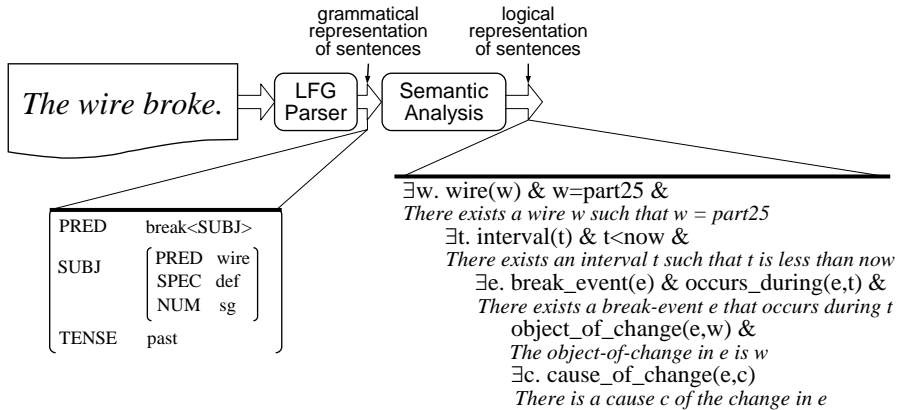 grammatical
representation
of sentences
logical
representation
of sentences
The wire broke.
LFG
Parser
Semantic
Analysis
PRED break<SUBJ>
SUBJ
PRED wire
SPEC def
NUM sg
TENSE past
∃w. wire(w) & w=part25 &
There exists a wire w such that w = part25
∃t. interval(t) & t<now &
There exists an interval t such that t is less than now
∃e. break_event(e) & occurs_during(e,t) &
There exists a break-event e that occurs during t
object_of_change(e,w) &
The object-of-change in e is w
∃c. cause_of_change(e,c)
There is a cause c of the change in e